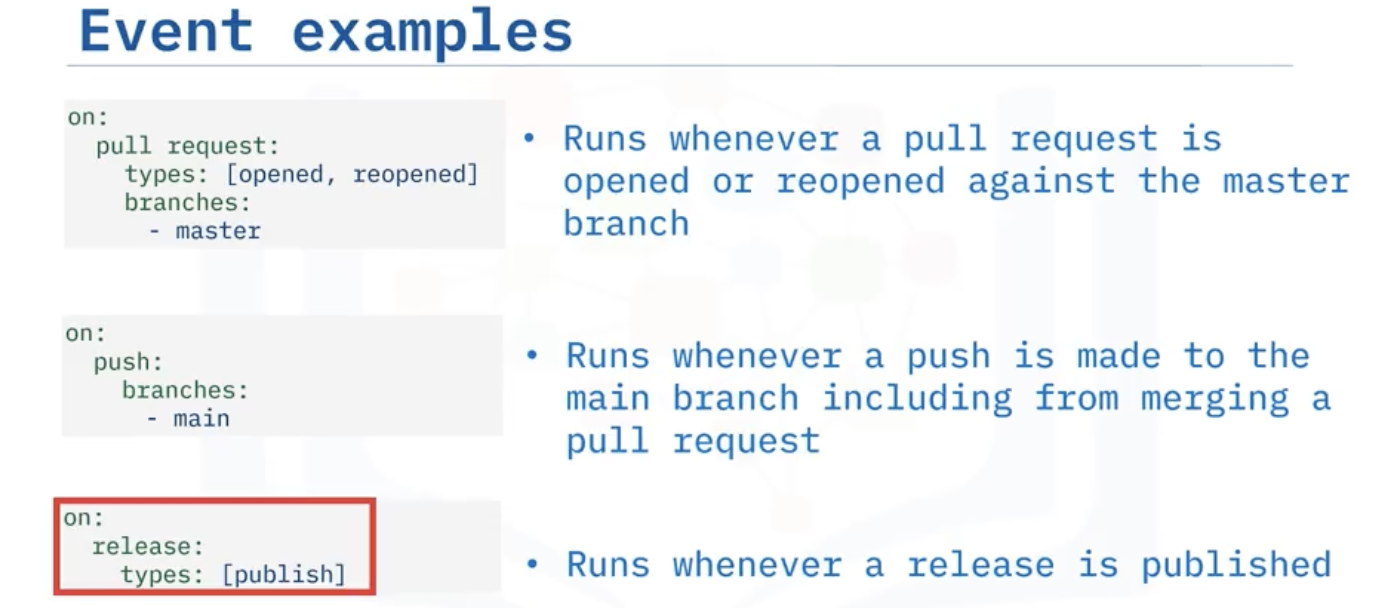 Event examples
on:
pull request:
types: [opened, reopened]
branches:
- master
• Runs whenever a pull request is
opened or reopened against the master
branch
on:
push:
branches:
- main
• Runs whenever a push is made to the
main branch including from merging a
pull request
on:
release:
types: [publish]
• Runs whenever a release is published